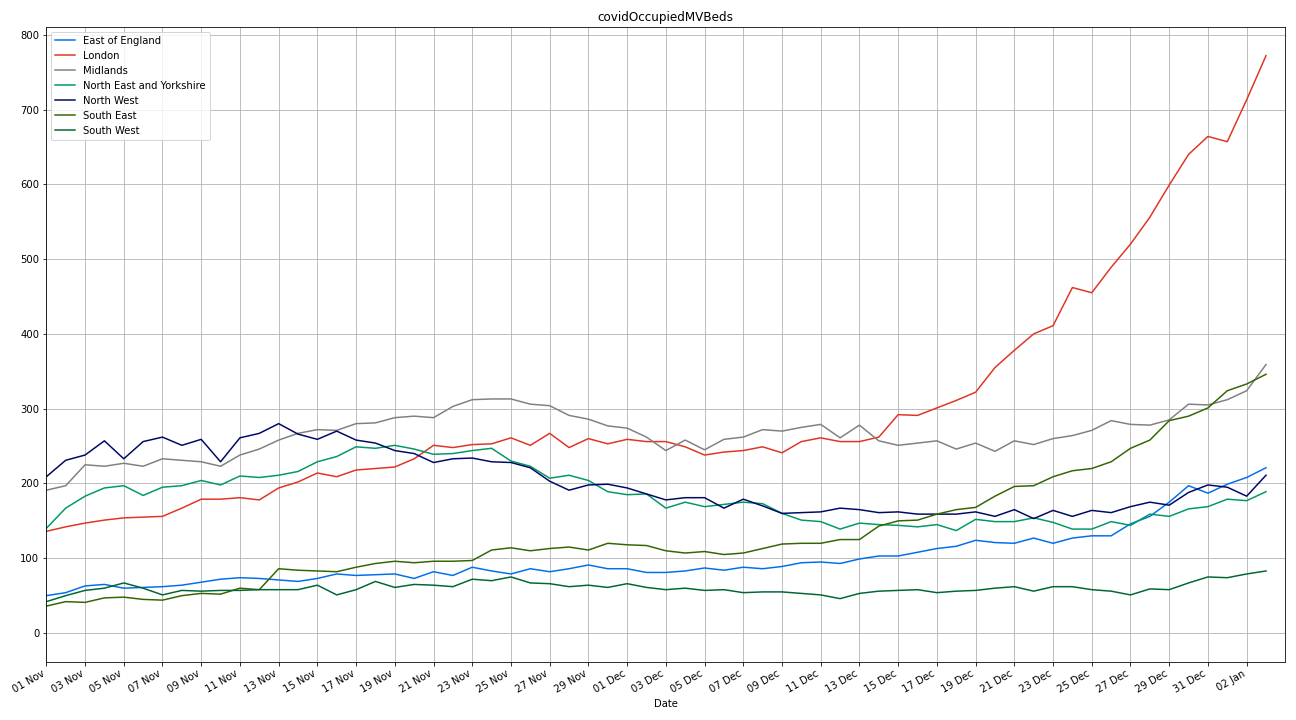 covidOccupiedMVBeds
800
700
600
500
400
300
200
100
0
East of England
London
Midlands
North East and Yorkshire
North West
South East
South West
01 Nov
03 Nov
05 Nov
07 Nov
09 Nov
11 Nov
13 Nov
15 Nov
17 Nov
19 Nov
21 Nov
23 Nov
25 Nov
27 Nov
29 Nov
01 Dec
03 Dec
05 Dec
07 Dec
09 Dec
11 Dec
13 Dec
15 Dec
17 Dec
19 Dec
21 Dec
23 Dec
25 Dec
27 Dec
29 Dec
31 Dec
02 Jan
Date